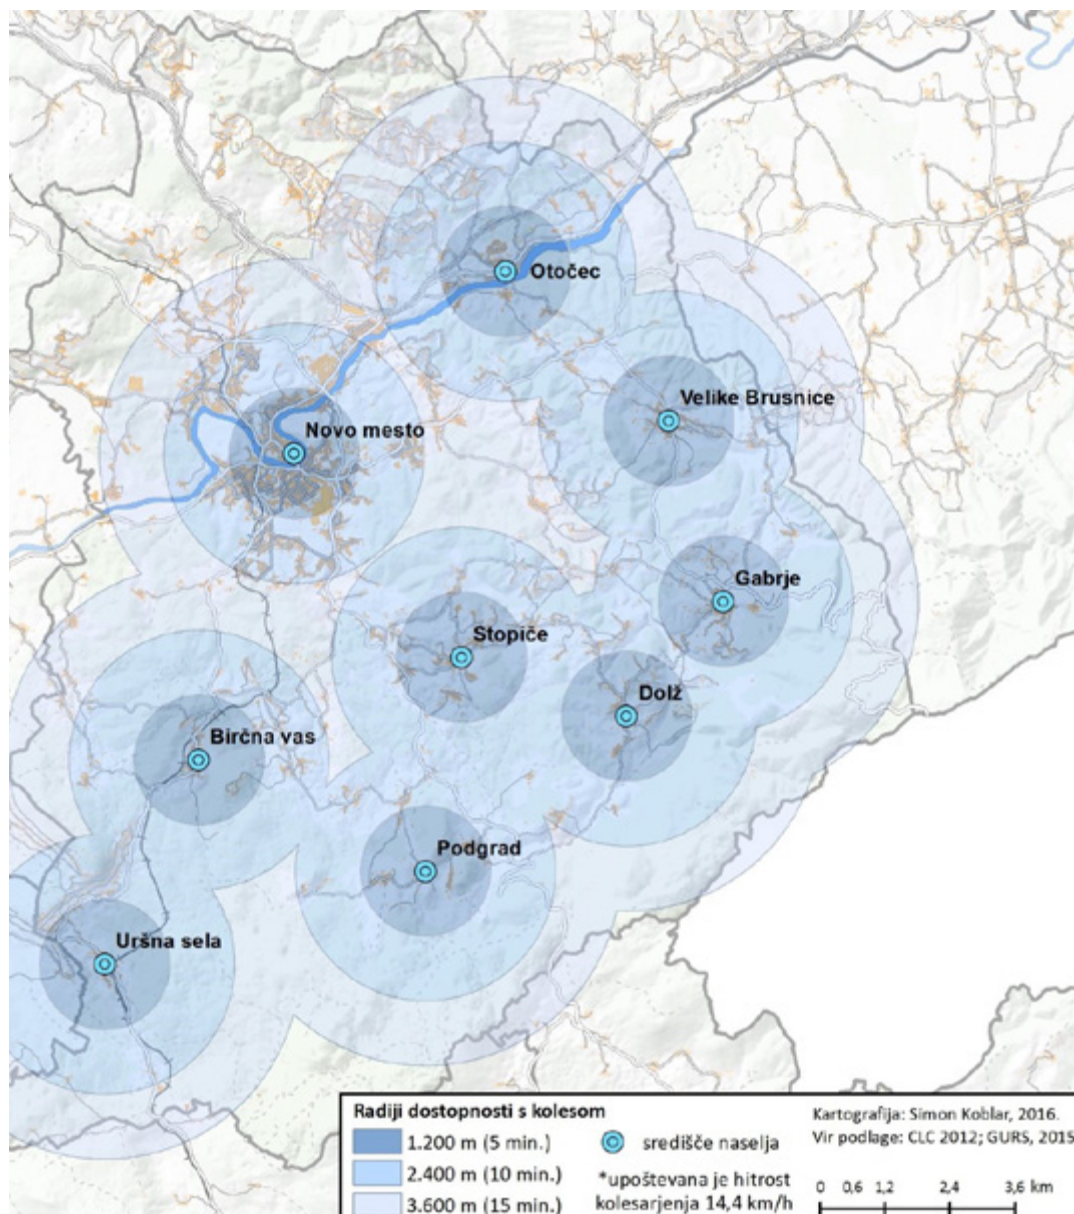 Otočec
Velike Brusnice
Novo mesto
Gabrje
Stopiče
Dolž
Birčna vas
Podgrad
Uršna sela
Radiji dostopnosti s kolesom
1.200 m (5 min.)
2.400 m (10 min.)
3.600 m (15 min.)
središče naselja
*upoštevana je hitrost
kolesarjenja 14,4 km/h
Kartografija: Simon Koblar, 2016.
Vir podlage: CLC 2012; GURS, 2015
0 0,6 1,2 2,4 3,6 km